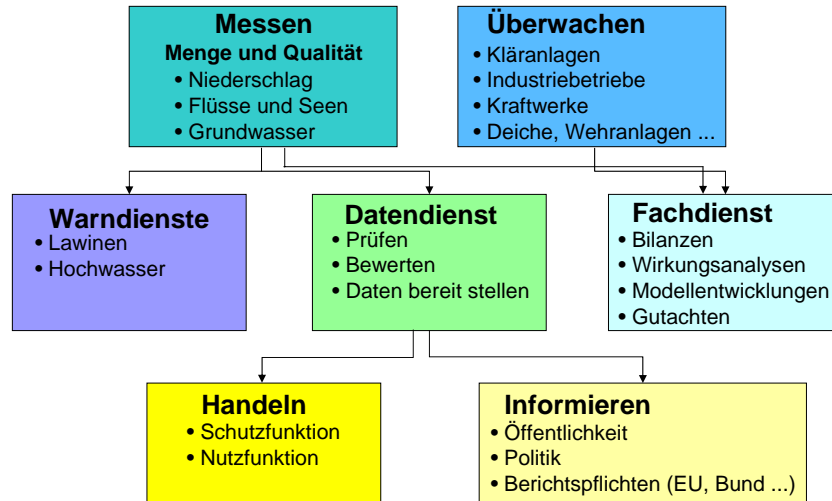 Messen
Menge und Qualität
• Niederschlag
• Flüsse und Seen
• Grundwasser
Überwachen
• Kläranlagen
• Industriebetriebe
• Kraftwerke
• Deiche, Wehranlagen ...
Warndienste
• Lawinen
• Hochwasser
Datendienst
• Prüfen
• Bewerten
• Daten bereit stellen
Fachdienst
• Bilanzen
• Wirkungsanalysen
• Modellentwicklungen
• Gutachten
Handeln
• Schutzfunktion
• Nutzfunktion
Informieren
• Öffentlichkeit
• Politik
• Berichtspflichten (EU, Bund ...)